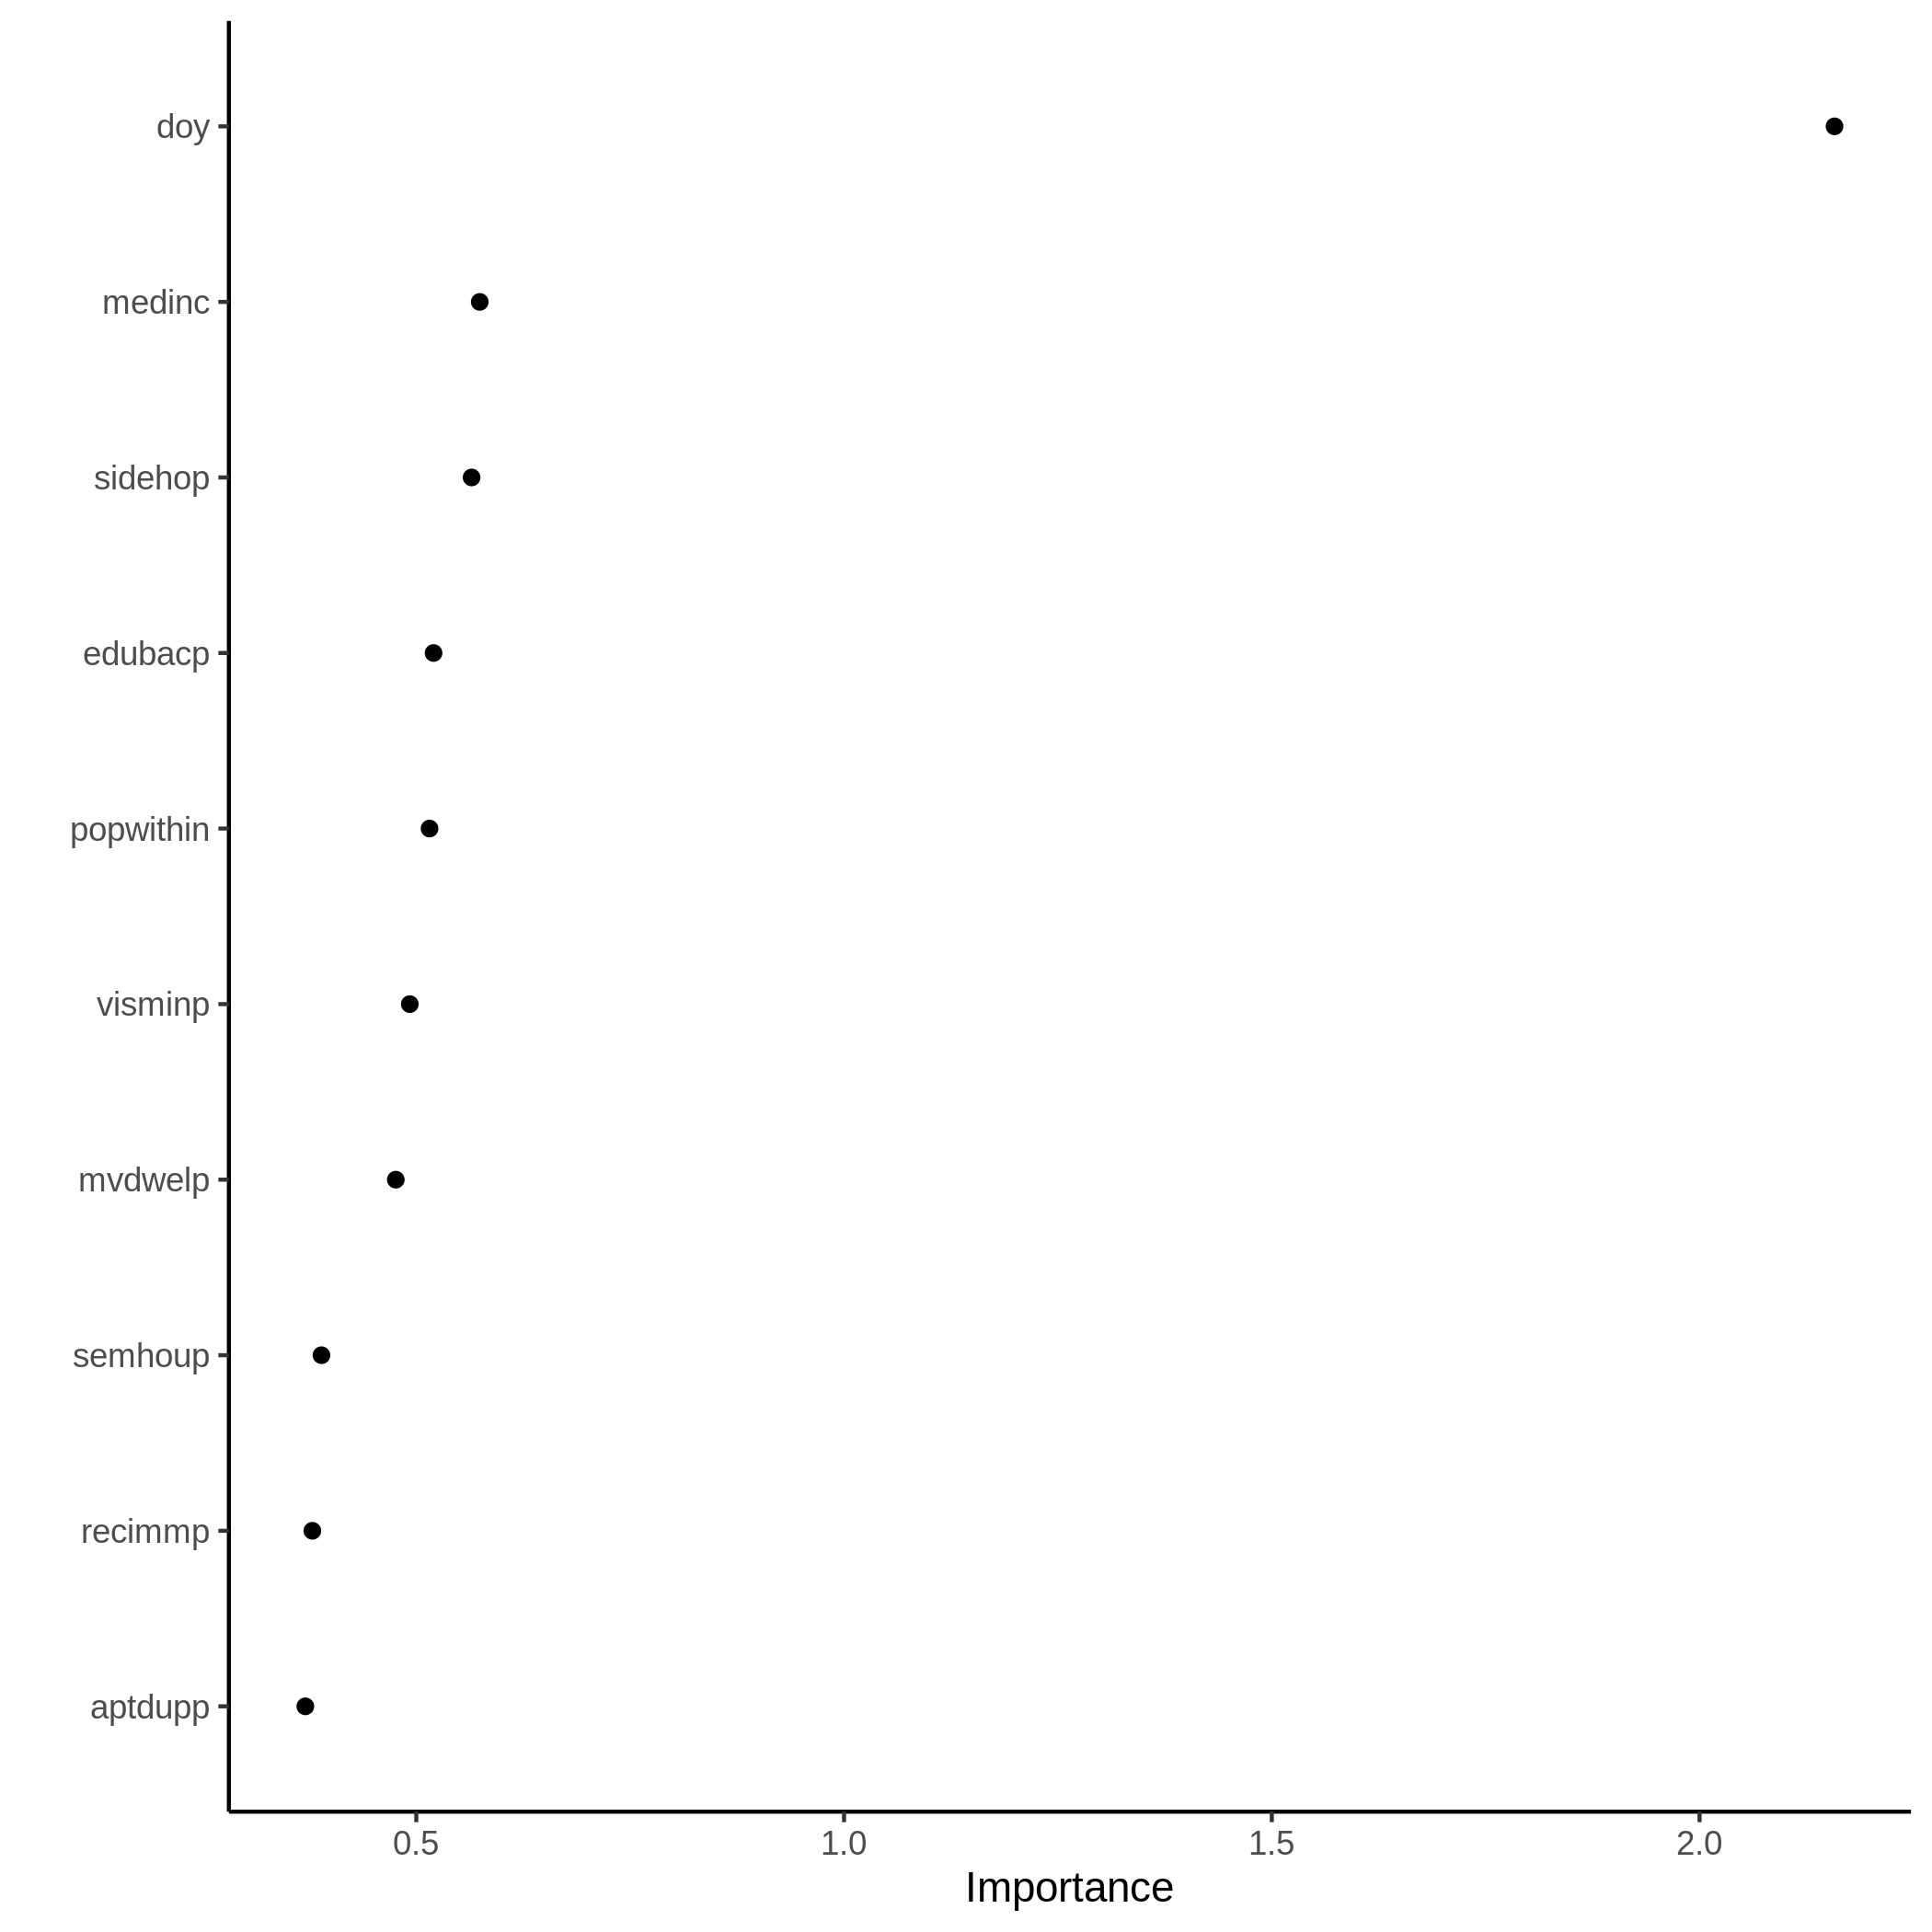 doy
medinc
sidehop
edubacp
popwithin
visminp
mvdwelp
semhoup
recimmp
aptdupp
0.5 1.0 1.5 2.0
Importance